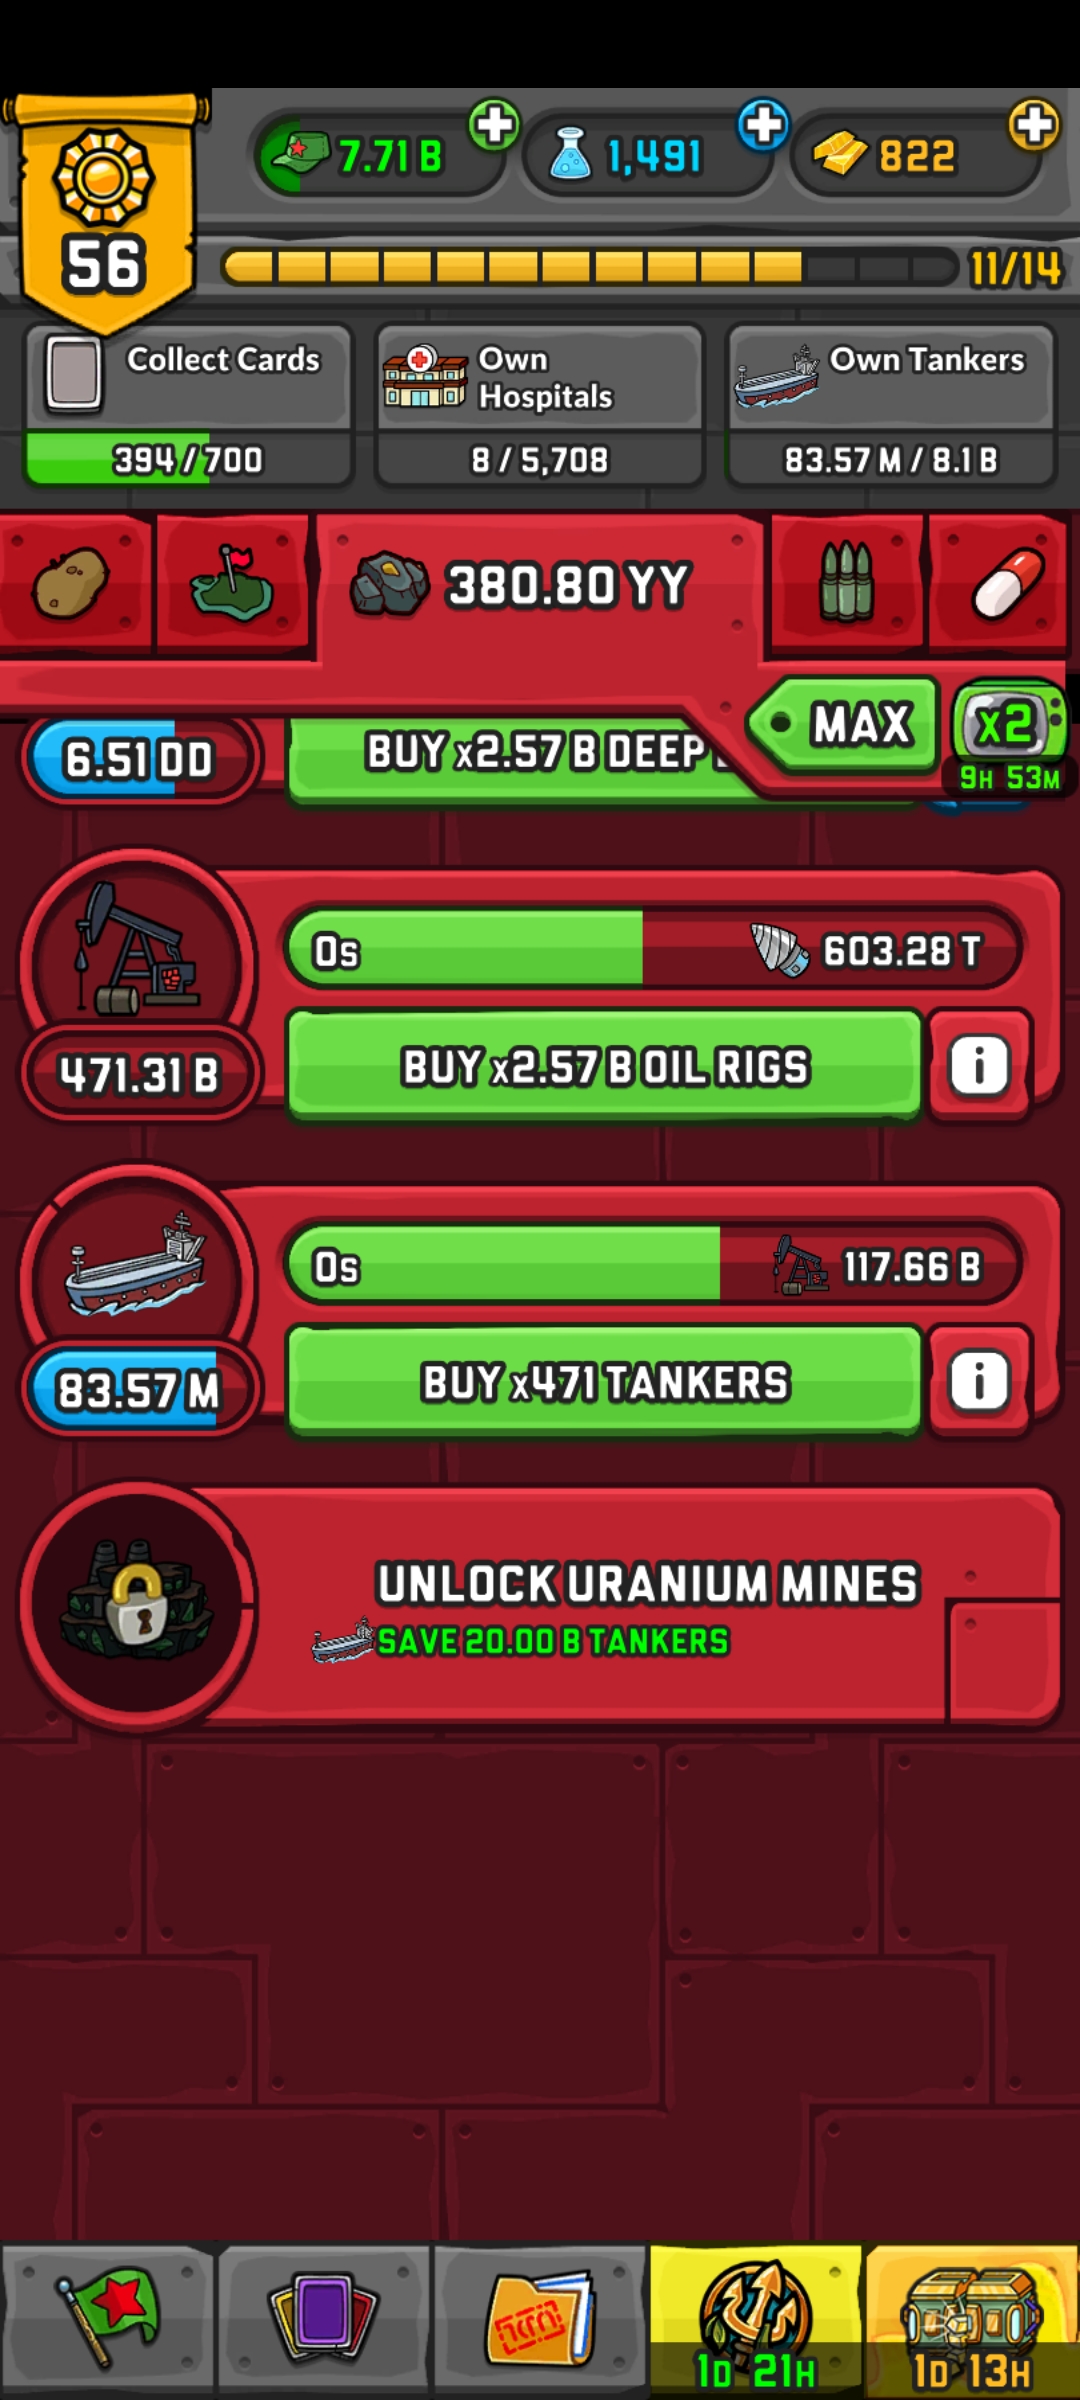 56
7.71 B
1,491
822
11/14
Collect Cards
394 / 700
Own
Hospitals
8 / 5,708
Own Tankers
83.57 M / 8.1 B
380.80 YY
MAX
x2
9H 53M
6.51 DD
BUY x2.57 B DEEP
0s
603.28 T
471.31 B
BUY x2.57 B OIL RIGS
i
0s
117.66 B
83.57 M
BUY x471 TANKERS
i
UNLOCK URANIUM MINES
SAVE 20.00 B TANKERS
1D 21H
1D 13H